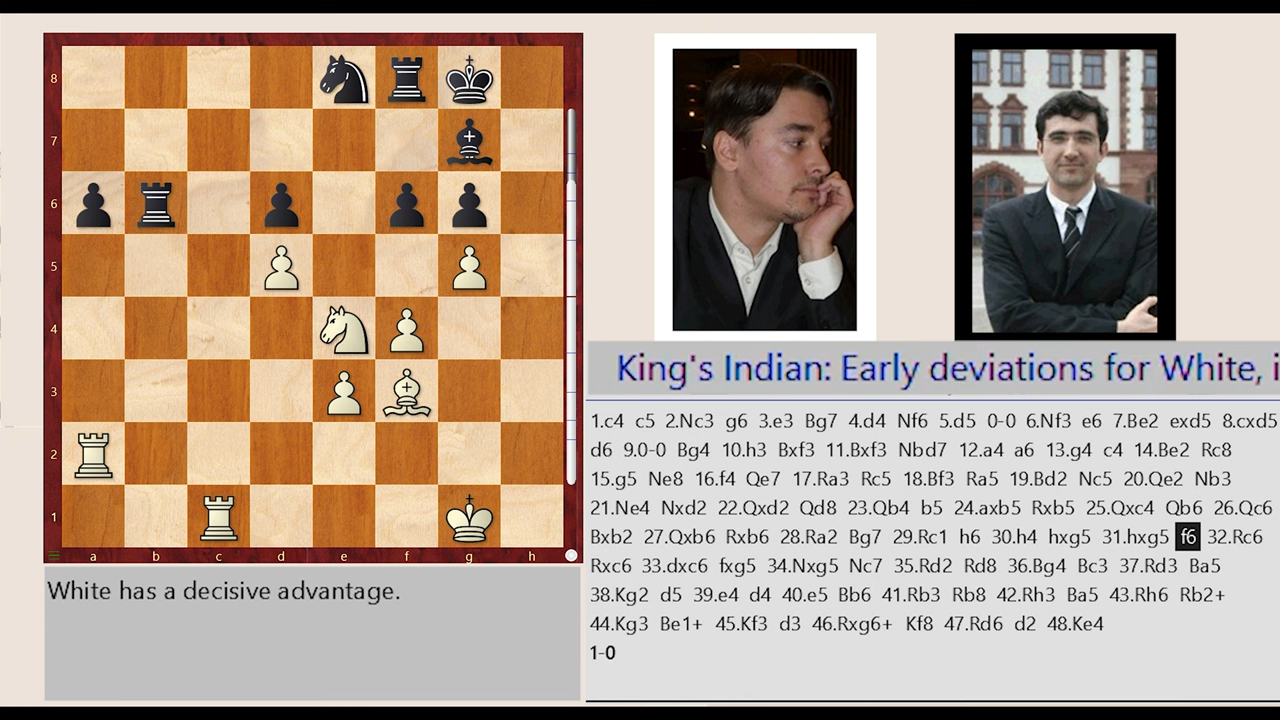 8
7
6
5
4
3
2
1
a b c d e f g h
King's Indian: Early deviations for White, i
1.c4 c5 2.Nc3 g6 3.e3 Bg7 4.d4 Nf6 5.d5 0-0 6.Nf3 e6 7.Be2 exd5 8.cxd5
d6 9.0-0 Bg4 10.h3 Bxf3 11.Bxf3 Nbd7 12.a4 a6 13.g4 c4 14.Be2 Rc8
15.g5 Ne8 16.f4 Qe7 17.Ra3 Rc5 18.Bf3 Ra5 19.Bd2 Nc5 20.Qe2 Nb3
21.Ne4 Nxd2 22.Qxd2 Qd8 23.Qb4 b5 24.axb5 Rxb5 25.Qxc4 Qb6 26.Qc6
Bxb2 27.Qxb6 Rxb6 28.Ra2 Bg7 29.Rc1 h6 30.h4 hxg5 31.hxg5 f6 32.Rc6
Rxc6 33.dxc6 fxg5 34.Nxg5 Nc7 35.Rd2 Rd8 36.Bg4 Bc3 37.Rd3 Ba5
38.Kg2 d5 39.e4 d4 40.e5 Bb6 41.Rb3 Rb8 42.Rh3 Ba5 43.Rh6 Rb2+
44.Kg3 Be1+ 45.Kf3 d3 46.Rxg6+ Kf8 47.Rd6 d2 48.Ke4
1-0
White has a decisive advantage.